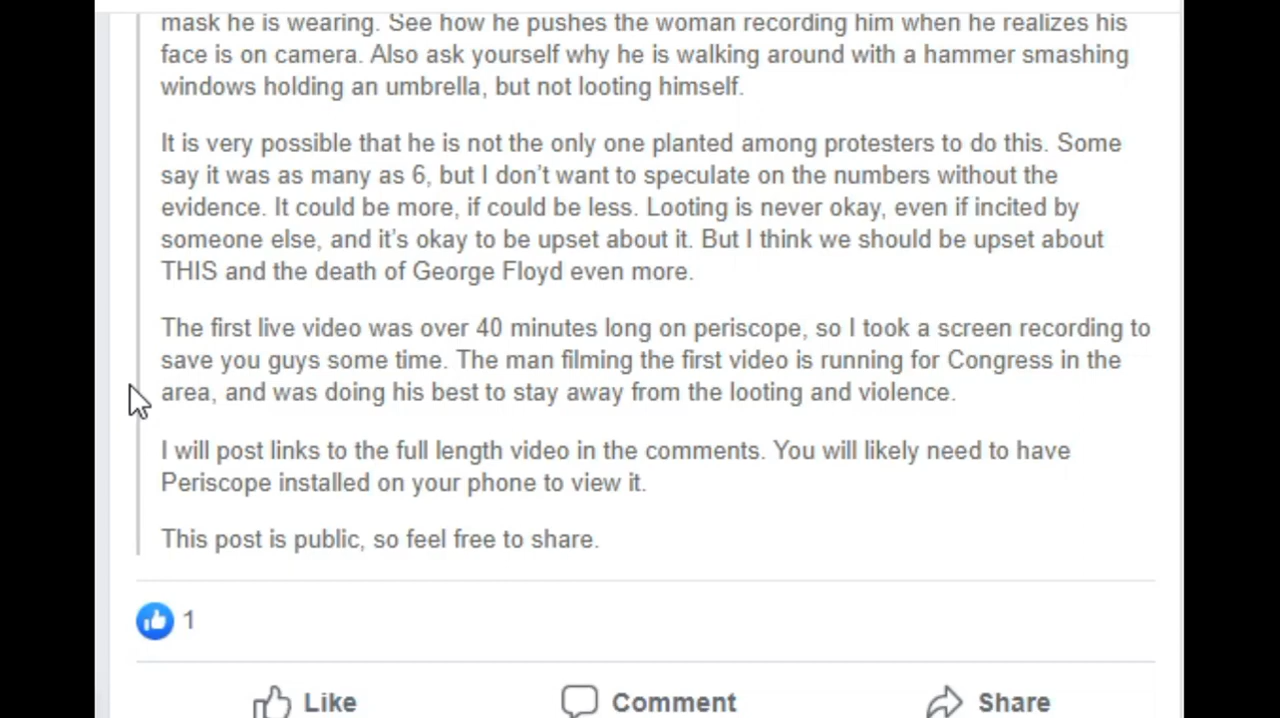 mask he is wearing. See how he pushes the woman recording him when he realizes his
face is on camera. Also ask yourself why he is walking around with a hammer smashing
windows holding an umbrella, but not looting himself.
It is very possible that he is not the only one planted among protesters to do this. Some
say it was as many as 6, but I don't want to speculate on the numbers without the
evidence. It could be more, if could be less. Looting is never okay, even if incited by
someone else, and it's okay to be upset about it. But I think we should be upset about
THIS and the death of George Floyd even more.
The first live video was over 40 minutes long on periscope, so I took a screen recording to
save you guys some time. The man filming the first video is running for Congress in the
area, and was doing his best to stay away from the looting and violence.
I will post links to the full length video in the comments. You will likely need to have
Periscope installed on your phone to view it.
This post is public, so feel free to share.
1
Like Comment Share